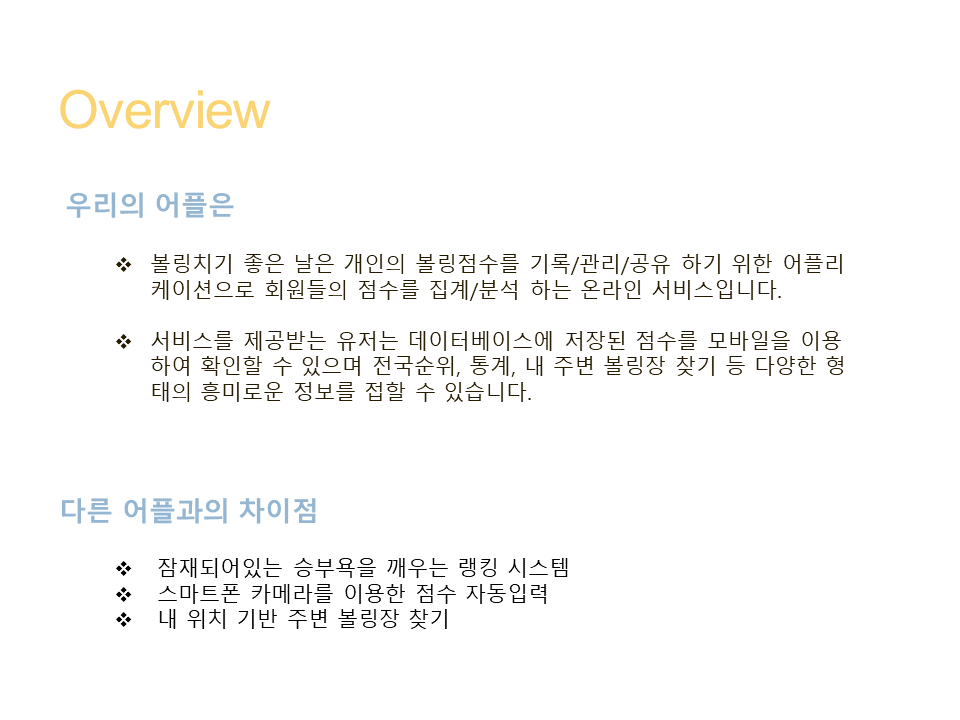 Overview
우리의 어플은
❖ 볼링치기 좋은 날은 개인의 볼링점수를 기록/관리/공유 하기 위한 어플리
케이션으로 회원들의 점수를 집계/분석 하는 온라인 서비스입니다.
❖ 서비스를 제공받는 유저는 데이터베이스에 저장된 점수를 모바일을 이용
하여 확인할 수 있으며 전국순위, 통계, 내 주변 볼링장 찾기 등 다양한 형
태의 흥미로운 정보를 접할 수 있습니다.
다른 어플과의 차이점
❖ 잠재되어있는 승부욕을 깨우는 랭킹 시스템
❖ 스마트폰 카메라를 이용한 점수 자동입력
❖ 내 위치 기반 주변 볼링장 찾기